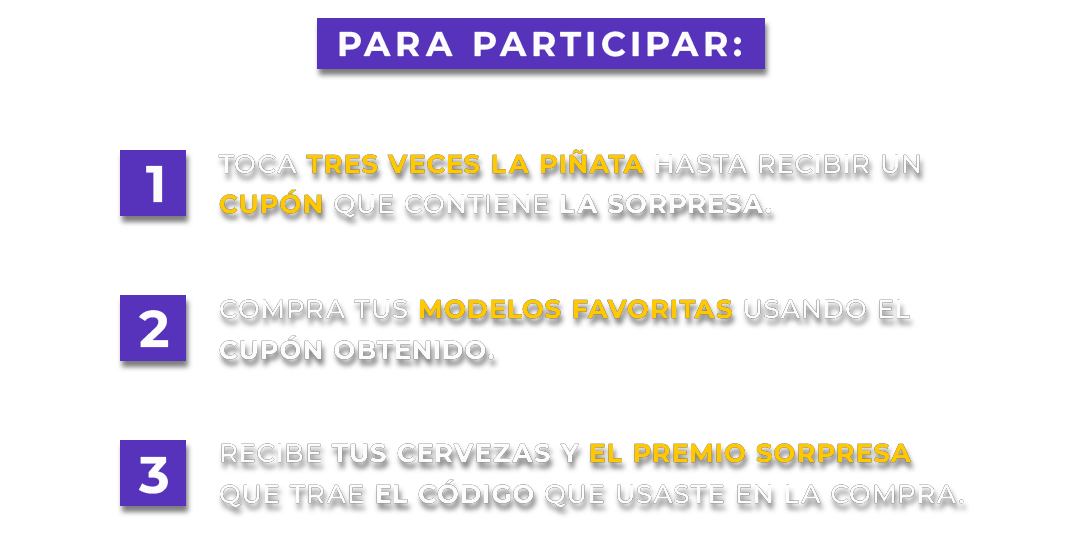 PARA PARTICIPAR:
1
TOCA TRES VECES LA PIÑATA HASTA RECIBIR UN
CUPÓN QUE CONTIENE LA SORPRESA.
2
COMPRA TUS MODELOS FAVORITAS USANDO EL
CUPÓN OBTENIDO.
3
RECIBE TUS CERVEZAS Y EL PREMIO SORPRESA
QUE TRAE EL CÓDIGO QUE USASTE EN LA COMPRA.